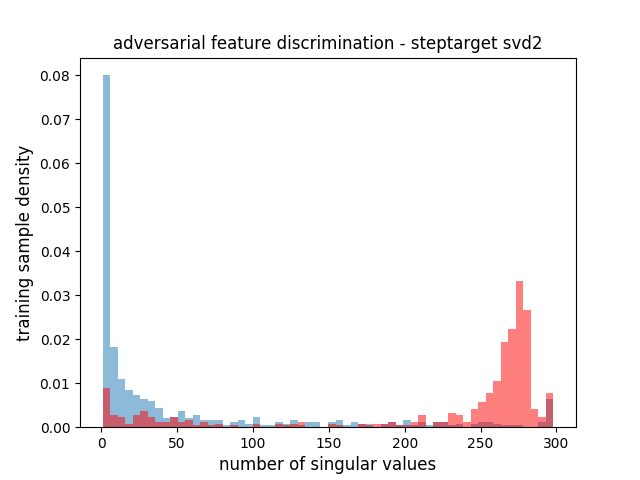 adversarial feature discrimination - steptarget svd2
0.08
0.07
0.06
0.05
0.04
0.03
0.02
0.01
0.00
training sample density
0 50 100 150 200 250 300
number of singular values